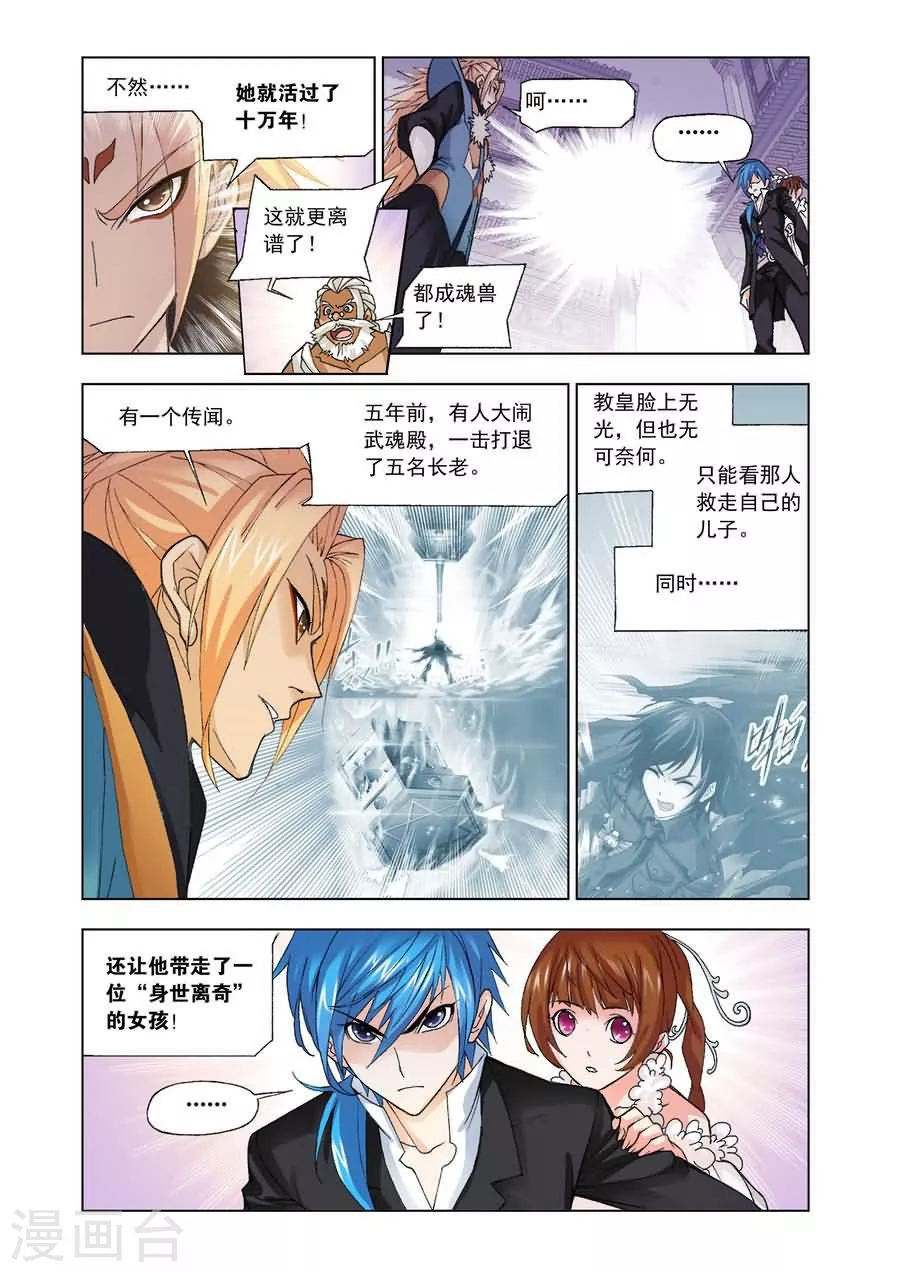 不然……
她就活过了
十万年！
这就更离
谱了！
都成魂兽
了！
呵……
……
有一个传闻。
五年前，有人大闹
武魂殿，一击打退
了五名长老。
教皇脸上无
光，但也无
可奈何。
只能看那人
救走自己的
儿子。
同时……
啪
还让他带走了一
位“身世离奇”
的女孩！
……
漫画台